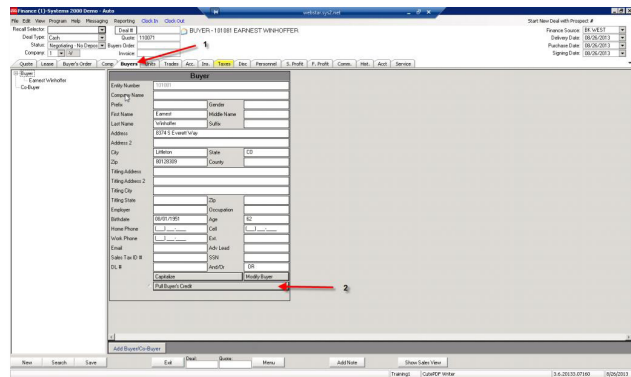 Finance (1)-Systems 2000 Demo - Auto webstar.sys2.net
File Edit View Program Help Messaging Reporting Clock In Clock Out Start New Deal with Prospect #
Recall Selector: Deal # BUYER - 101081 EARNEST WINHOFFER Finance Source BK WEST
Deal Type: Cash Quote: 110071 Delivery Date 08/26/2013
Status: Negotiating - No Depos Buyers Order: 1 Purchase Date 08/26/2013
Company: 1 Invoice: Signing Date 08/26/2013
Quote Lease Buyer's Order Comp. Buyers Units Trades Acc. Ins. Taxes Doc Personnel S. Profit F. Profit Comm. Hist. Acct Service
Buyer Buyer
Earnest Winhoffer Entity Number 101081
Co-Buyer Company Name
Prefix Gender
First Name Earnest Middle Name
Last Name Winhoffer Suffix
Address 8374 S Everett Way
Address 2
City Littleton State CO
Zip 80128389 County
Titling Address
Titling Address 2
Titling City
Titling State Zip
Employer Occupation
Birthdate 08/01/1951 Age 62
Home Phone Cell
Work Phone Ext
Email Adv Lead
Sales Tax ID # SSN
DL # And/Or OR
Capitalize Modify Buyer
Pull Buyer's Credit 2
Add Buyer/Co-Buyer
New Search Save Exit Deal: Quote: Menu Add Note Show Sales View
Training1 CutePDF Writer 3.6.20133.07160 8/26/2013